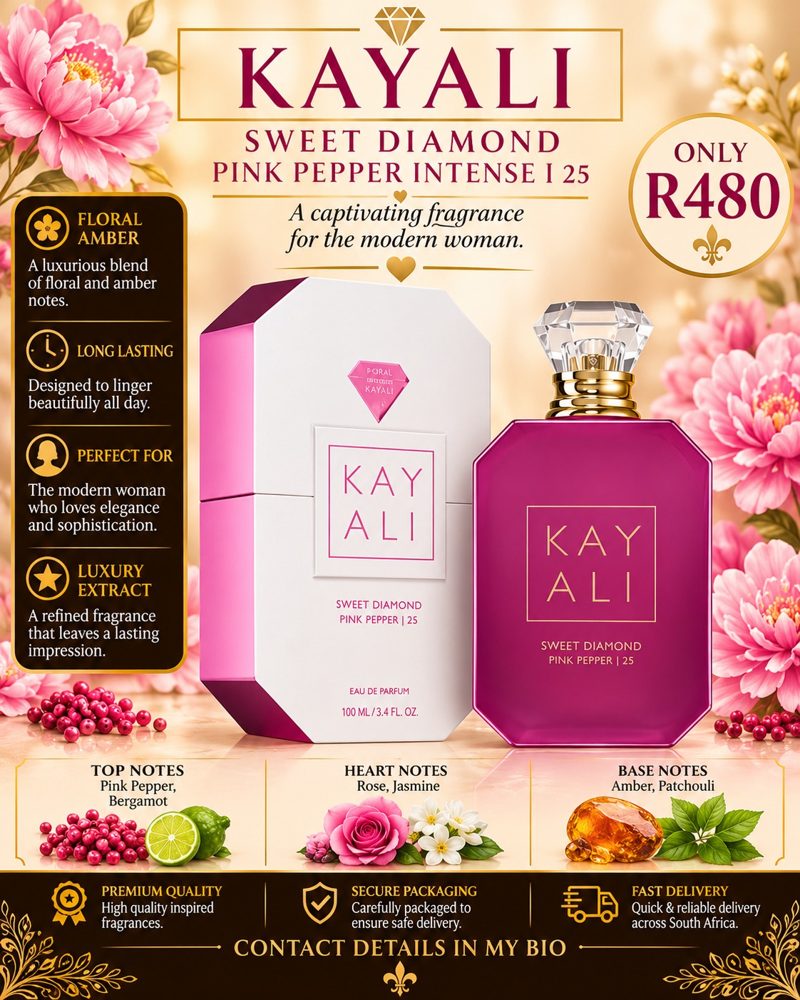 KAYALI
SWEET DIAMOND
PINK PEPPER INTENSE I 25
A captivating fragrance
for the modern woman.
ONLY
R480
FLORAL
AMBER
A luxurious blend
of floral and amber
notes.
LONG LASTING
Designed to linger
beautifully all day.
PERFECT FOR
The modern woman
who loves elegance
and sophistication.
LUXURY
EXTRACT
A refined fragrance
that leaves a lasting
impression.
KAYALI
KAY
ALI
SWEET DIAMOND
PINK PEPPER | 25
EAU DE PARFUM
100 ML / 3.4 FL. OZ.
KAY
ALI
SWEET DIAMOND
PINK PEPPER | 25
TOP NOTES
Pink Pepper,
Bergamot
HEART NOTES
Rose, Jasmine
BASE NOTES
Amber, Patchouli
PREMIUM QUALITY
High quality inspired
fragrances.
SECURE PACKAGING
Carefully packaged to
ensure safe delivery.
FAST DELIVERY
Quick & reliable delivery
across South Africa.
CONTACT DETAILS IN MY BIO